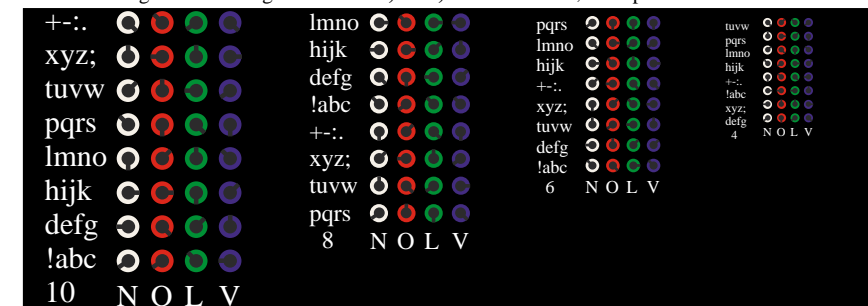 +-:.
xyz;
tuvw
pqrs
lmno
hijk
defg
!abc
10 N O L V
lmno
hijk
defg
!abc
+-:.
xyz;
tuvw
pqrs
8 N O L V
pqrs
lmno
hijk
+-:.
xyz;
tuvw
defg
!abc
6 N O L V
tuvw
pqrs
lmno
hijk
+-:.
!abc
xyz;
defg
4 N O L V